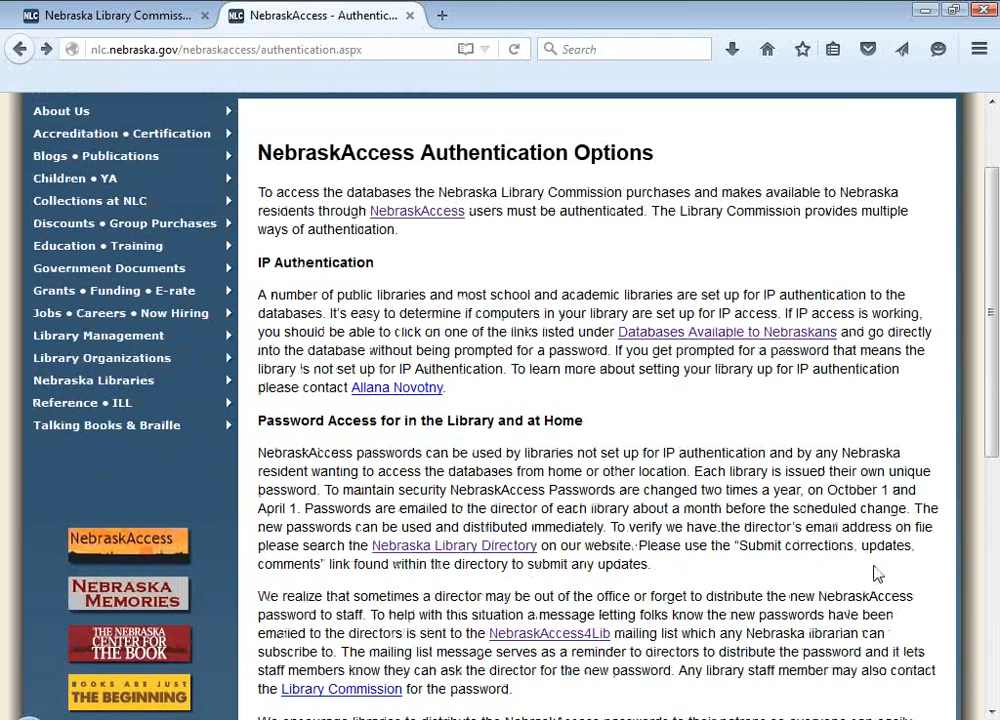 NLC Nebraska Library Commiss... × NLC NebraskAccess - Authentic... × +
nlc.nebraska.gov/nebraskaccess/authentication.aspx Search
About Us
Accreditation • Certification
Blogs • Publications
Children • YA
Collections at NLC
Discounts • Group Purchases
Education • Training
Government Documents
Grants • Funding • E-rate
Jobs • Careers • Now Hiring
Library Management
Library Organizations
Nebraska Libraries
Reference • ILL
Talking Books & Braille
NebraskAccess
NEBRASKA
MEMORIES
THE NEBRASKA
CENTER FOR
THE BOOK
BOOKS ARE JUST
THE BEGINNING
NebraskAccess Authentication Options
To access the databases the Nebraska Library Commission purchases and makes available to Nebraska
residents through NebraskAccess users must be authenticated. The Library Commission provides multiple
ways of authentication.
IP Authentication
A number of public libraries and most school and academic libraries are set up for IP authentication to the
databases. It's easy to determine if computers in your library are set up for IP access. If IP access is working,
you should be able to click on one of the links listed under Databases Available to Nebraskans and go directly
into the database without being prompted for a password. If you get prompted for a password that means the
library is not set up for IP Authentication. To learn more about setting your library up for IP authentication
please contact Allana Novotny.
Password Access for in the Library and at Home
NebraskAccess passwords can be used by libraries not set up for IP authentication and by any Nebraska
resident wanting to access the databases from home or other location. Each library is issued their own unique
password. To maintain security NebraskAccess Passwords are changed two times a year, on October 1 and
April 1. Passwords are emailed to the director of each library about a month before the scheduled change. The
new passwords can be used and distributed immediately. To verify we have the director's email address on file
please search the Nebraska Library Directory on our website. Please use the "Submit corrections, updates,
comments" link found within the directory to submit any updates.
We realize that sometimes a director may be out of the office or forget to distribute the new NebraskAccess
password to staff. To help with this situation a message letting folks know the new passwords have been
emailed to the directors is sent to the NebraskAccess4Lib mailing list which any Nebraska librarian can
subscribe to. The mailing list message serves as a reminder to directors to distribute the password and it lets
staff members know they can ask the director for the new password. Any library staff member may also contact
the Library Commission for the password.
We encourage libraries to distribute the NebraskAccess passwords to their patrons so everyone can easily